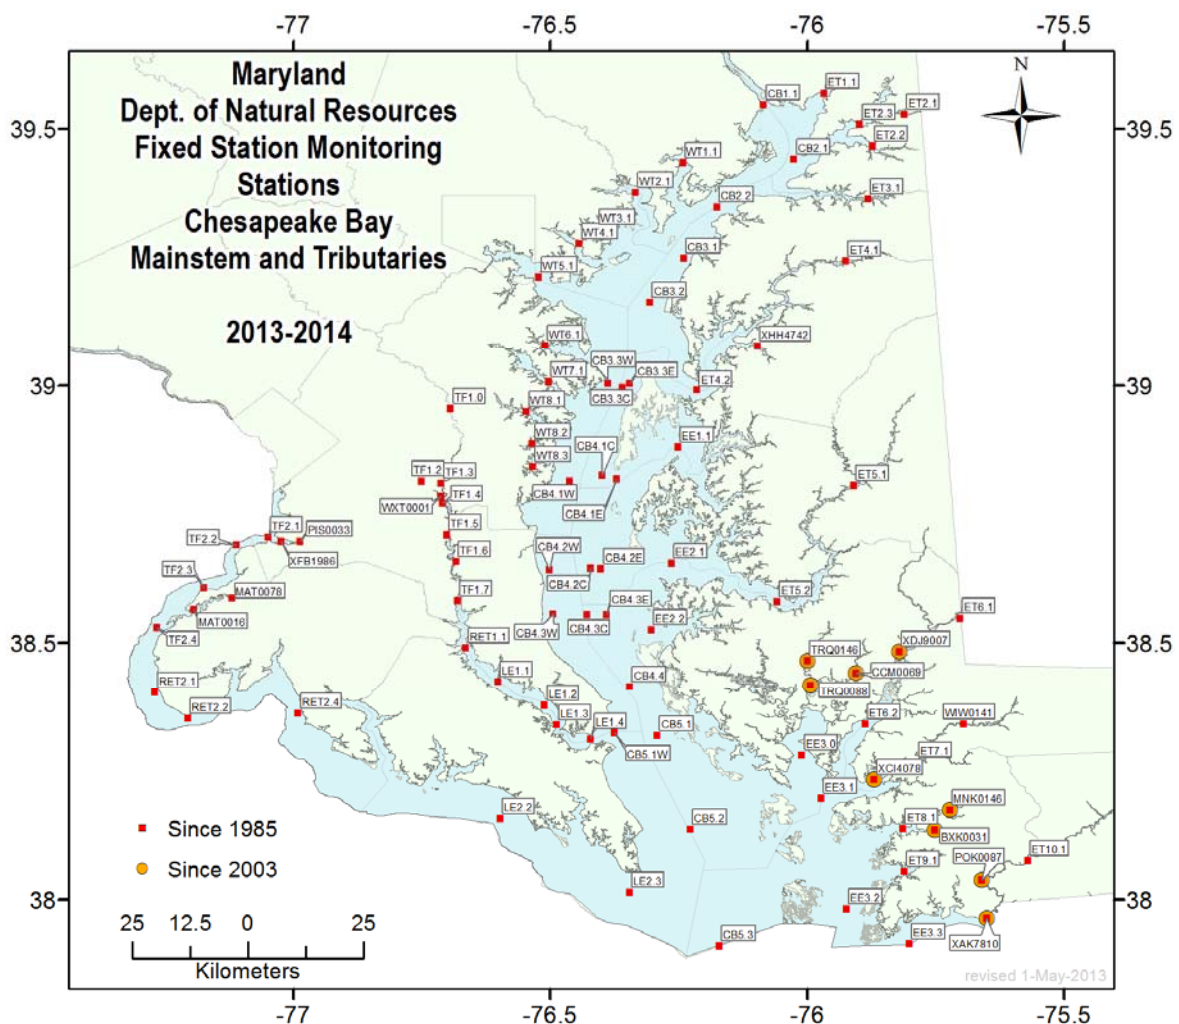 -77
-76.5
-76
-75.5
Maryland
Dept. of Natural Resources
Fixed Station Monitoring
Stations
Chesapeake Bay
Mainstem and Tributaries
2013-2014
N
39.5
39.5
39
39
38.5
38.5
38
38
CB1.1
ET1.1
ET2.1
ET2.3
ET2.2
CB2.1
WT1.1
WT2.1
ET3.1
CB2.2
WT3.1
WT4.1
CB3.1
ET4.1
WT5.1
CB3.2
WT6.1
XHH4742
CB3.3W
CB3.3E
WT7.1
CB3.3C
ET4.2
TF1.0
WT8.1
WT8.2
EE1.1
CB4.1C
WT8.3
TF1.2
TF1.3
ET5.1
CB4.1W
TF1.4
WXT0001
CB4.1E
TF1.5
TF2.1
PIS0033
TF2.2
XFB1986
TF1.6
CB4.2W
CB4.2E
EE2.1
CB4.2C
TF2.3
MAT0078
TF1.7
ET5.2
CB4.3E
MAT0016
EE2.2
ET6.1
CB4.3W
CB4.3C
TF2.4
RET1.1
XDJ9007
TRQ0146
CCM0069
LE1.1
CB4.4
RET2.1
TRQ0088
LE1.2
RET2.2
RET2.4
LE1.3
LE1.4
CB5.1
ET6.2
WIW0141
CB5.1W
EE3.0
ET7.1
XCI4078
EE3.1
MNK0146
LE2.2
CB5.2
ET8.1
BXK0031
ET10.1
ET9.1
POK0087
LE2.3
EE3.2
CB5.3
EE3.3
XAK7810
Since 1985
Since 2003
25 12.5 0 25
Kilometers
revised 1-May-2013
-77
-76.5
-76
-75.5